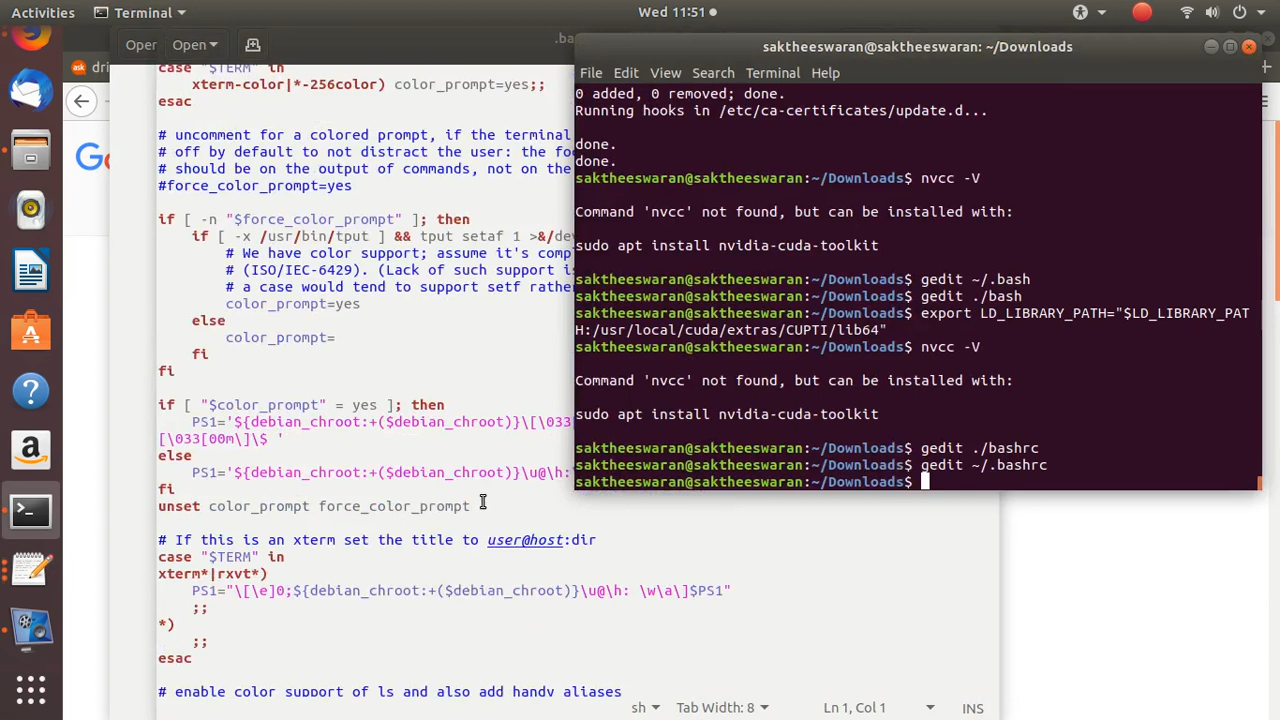 Activities
Terminal
Wed 11:51
dri
Go
Oper
Open
.ba
case "$TERM" in
xterm-color|*-256color) color_prompt=yes;;
esac
# uncomment for a colored prompt, if the terminal
# off by default to not distract the user: the fo
# should be on the output of commands, not on the
#force_color_prompt=yes
if [ -n "$force_color_prompt" ]; then
if [ -x /usr/bin/tput ] && tput setaf 1 >&/de
# We have color support; assume it's comp
# (ISO/IEC-6429). (Lack of such support is
# a case would tend to support setf rather
color_prompt=yes
else
color_prompt=
fi
fi
if [ "$color_prompt" = yes ]; then
PS1='${debian_chroot:+($debian_chroot)}\[\033
[\033[00m\]\$ '
else
PS1='${debian_chroot:+($debian_chroot)}\u@\h:
fi
unset color_prompt force_color_prompt
# If this is an xterm set the title to user@host:dir
case "$TERM" in
xterm*|rxvt*)
PS1="\[\e]0;${debian_chroot:+($debian_chroot)}\u@\h: \w\a\]$PS1"
;;
*)
;;
esac
# enable color support of ls and also add handy aliases
sh
Tab Width: 8
Ln 1, Col 1
INS
saktheeswaran@saktheeswaran: ~/Downloads
File Edit View Search Terminal Help
0 added, 0 removed; done.
Running hooks in /etc/ca-certificates/update.d...
done.
done.
saktheeswaran@saktheeswaran:~/Downloads$ nvcc -V
Command 'nvcc' not found, but can be installed with:
sudo apt install nvidia-cuda-toolkit
saktheeswaran@saktheeswaran:~/Downloads$ gedit ~/.bash
saktheeswaran@saktheeswaran:~/Downloads$ gedit ./bash
saktheeswaran@saktheeswaran:~/Downloads$ export LD_LIBRARY_PATH="$LD_LIBRARY_PAT
H:/usr/local/cuda/extras/CUPTI/lib64"
saktheeswaran@saktheeswaran:~/Downloads$ nvcc -V
Command 'nvcc' not found, but can be installed with:
sudo apt install nvidia-cuda-toolkit
saktheeswaran@saktheeswaran:~/Downloads$ gedit ./bashrc
saktheeswaran@saktheeswaran:~/Downloads$ gedit ~/.bashrc
saktheeswaran@saktheeswaran:~/Downloads$